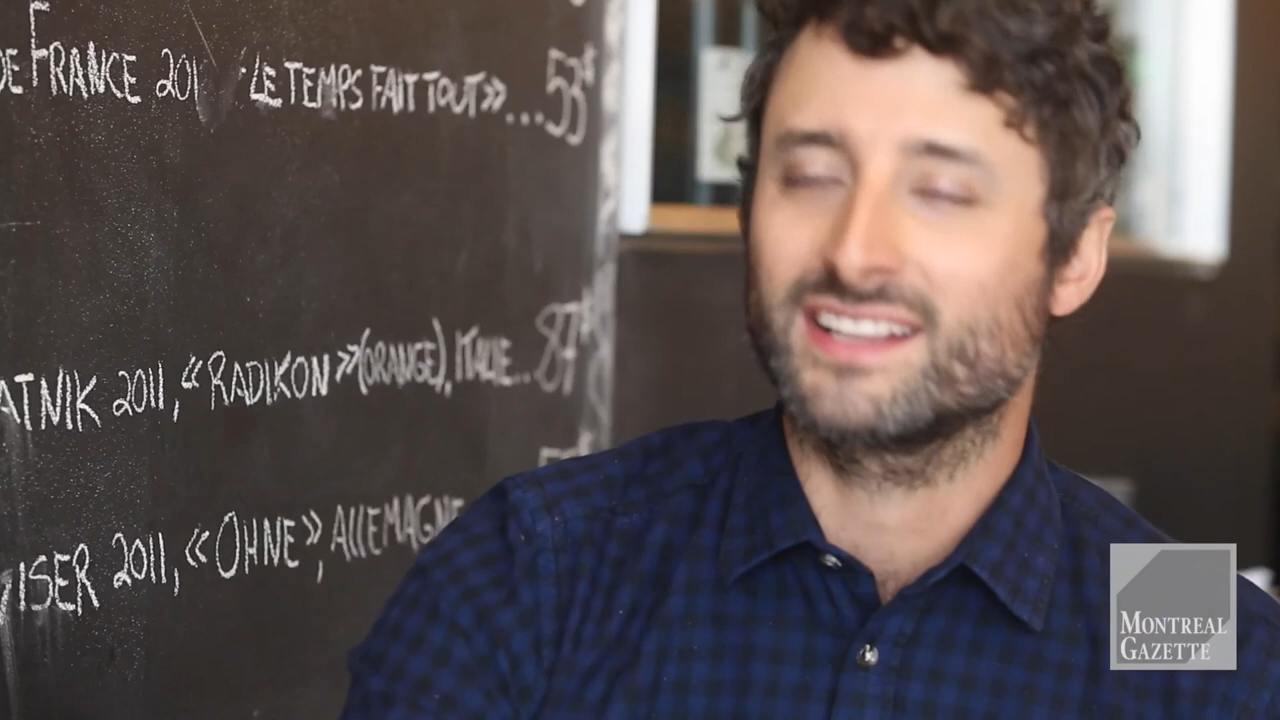 DE FRANCE 201 «LE TEMPS FAIT TOUT»...53$
ATNIK 2011, «RADIKON»(ORANGE), ITALIE...87$
ISER 2011, «OHNE», ALLEMAGNE
MONTREAL
GAZETTE